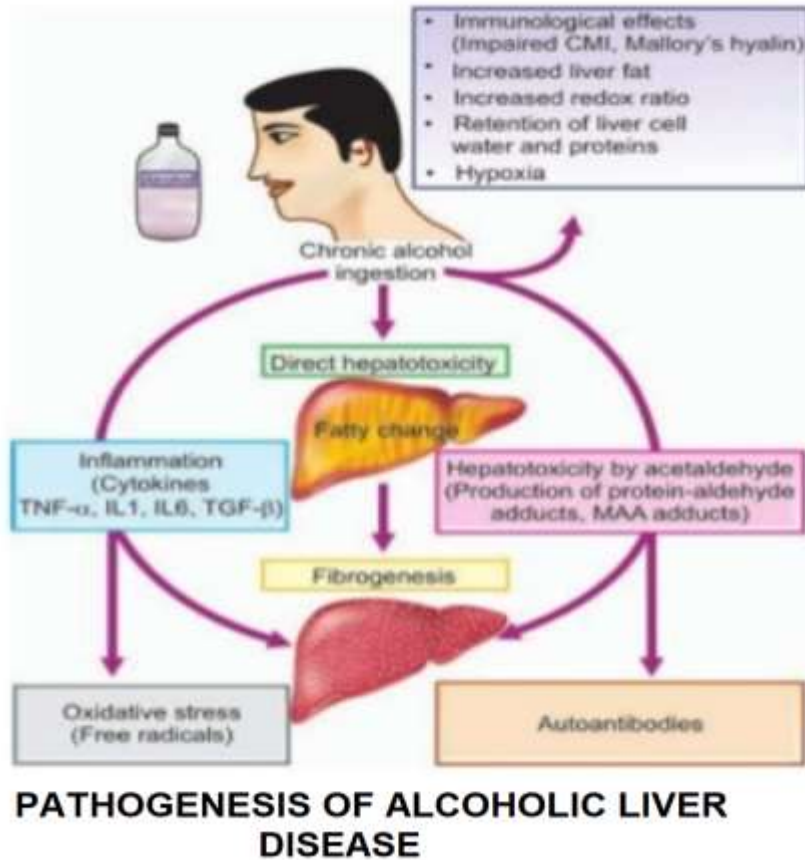 • Immunological effects
(Impaired CMI, Mallory's hyalin)
• Increased liver fat
• Increased redox ratio
• Retention of liver cell
water and proteins
• Hypoxia
Chronic alcohol
ingestion
Direct hepatotoxicity
Fatty change
Inflammation
(Cytokines
TNF-α, IL1, IL6, TGF-β)
Hepatotoxicity by acetaldehyde
(Production of protein-aldehyde
adducts, MAA adducts)
Fibrogenesis
Oxidative stress
(Free radicals)
Autoantibodies
PATHOGENESIS OF ALCOHOLIC LIVER
DISEASE